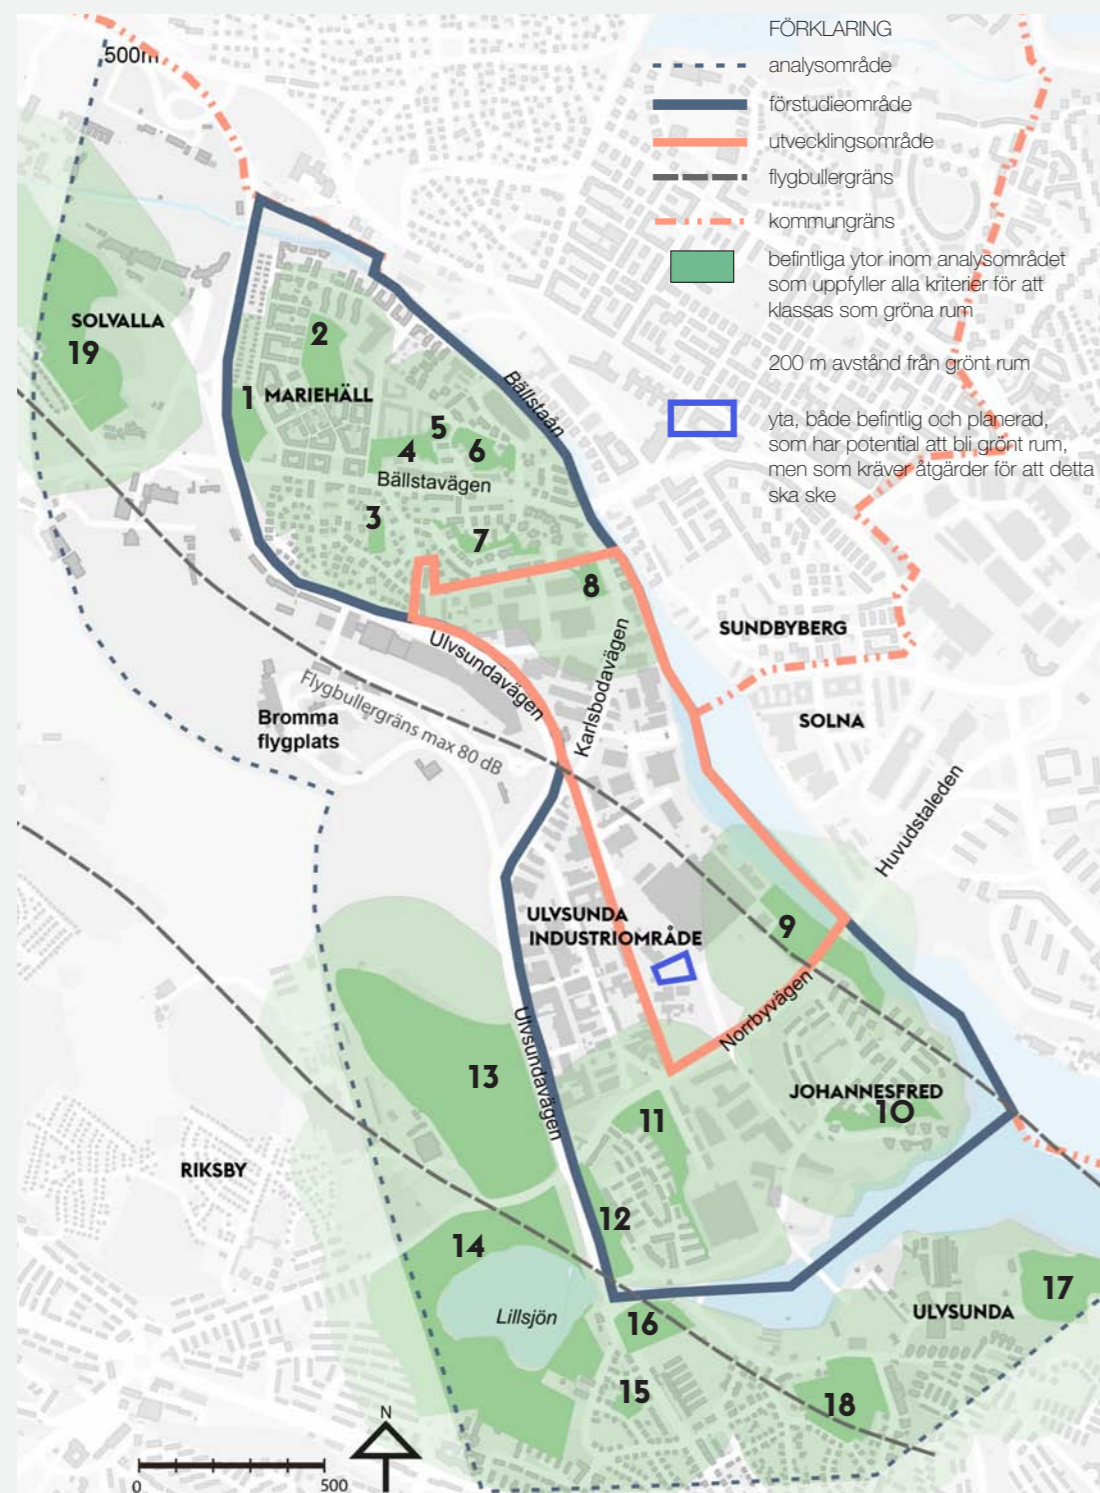 FÖRKLARING
500m
analysområde
förstudieområde
utvecklingsområde
flygbullergräns
kommungräns
befintliga ytor inom analysområdet
som uppfyller alla kriterier för att
klassas som gröna rum
200 m avstånd från grönt rum
yta, både befintlig och planerad,
som har potential att bli grönt rum,
men som kräver åtgärder för att detta
ska ske
SOLVALLA
19
2
1
MARIEHÄLL
Bällstaån
5
4
6
Bällstavägen
3
7
8
SUNDBYBERG
Ulvsundavägen
Karlsbodavägen
Flygbullergräns max 80 dB
Bromma
flygplats
SOLNA
Huvudstaleden
ULVSUNDA
INDUSTRIOMRÅDE
9
Norrbyvägen
Ulvsundavägen
13
JOHANNESFRED
10
11
RIKSBY
12
14
Lillsjön
16
ULVSUNDA
17
15
18
N
0
500